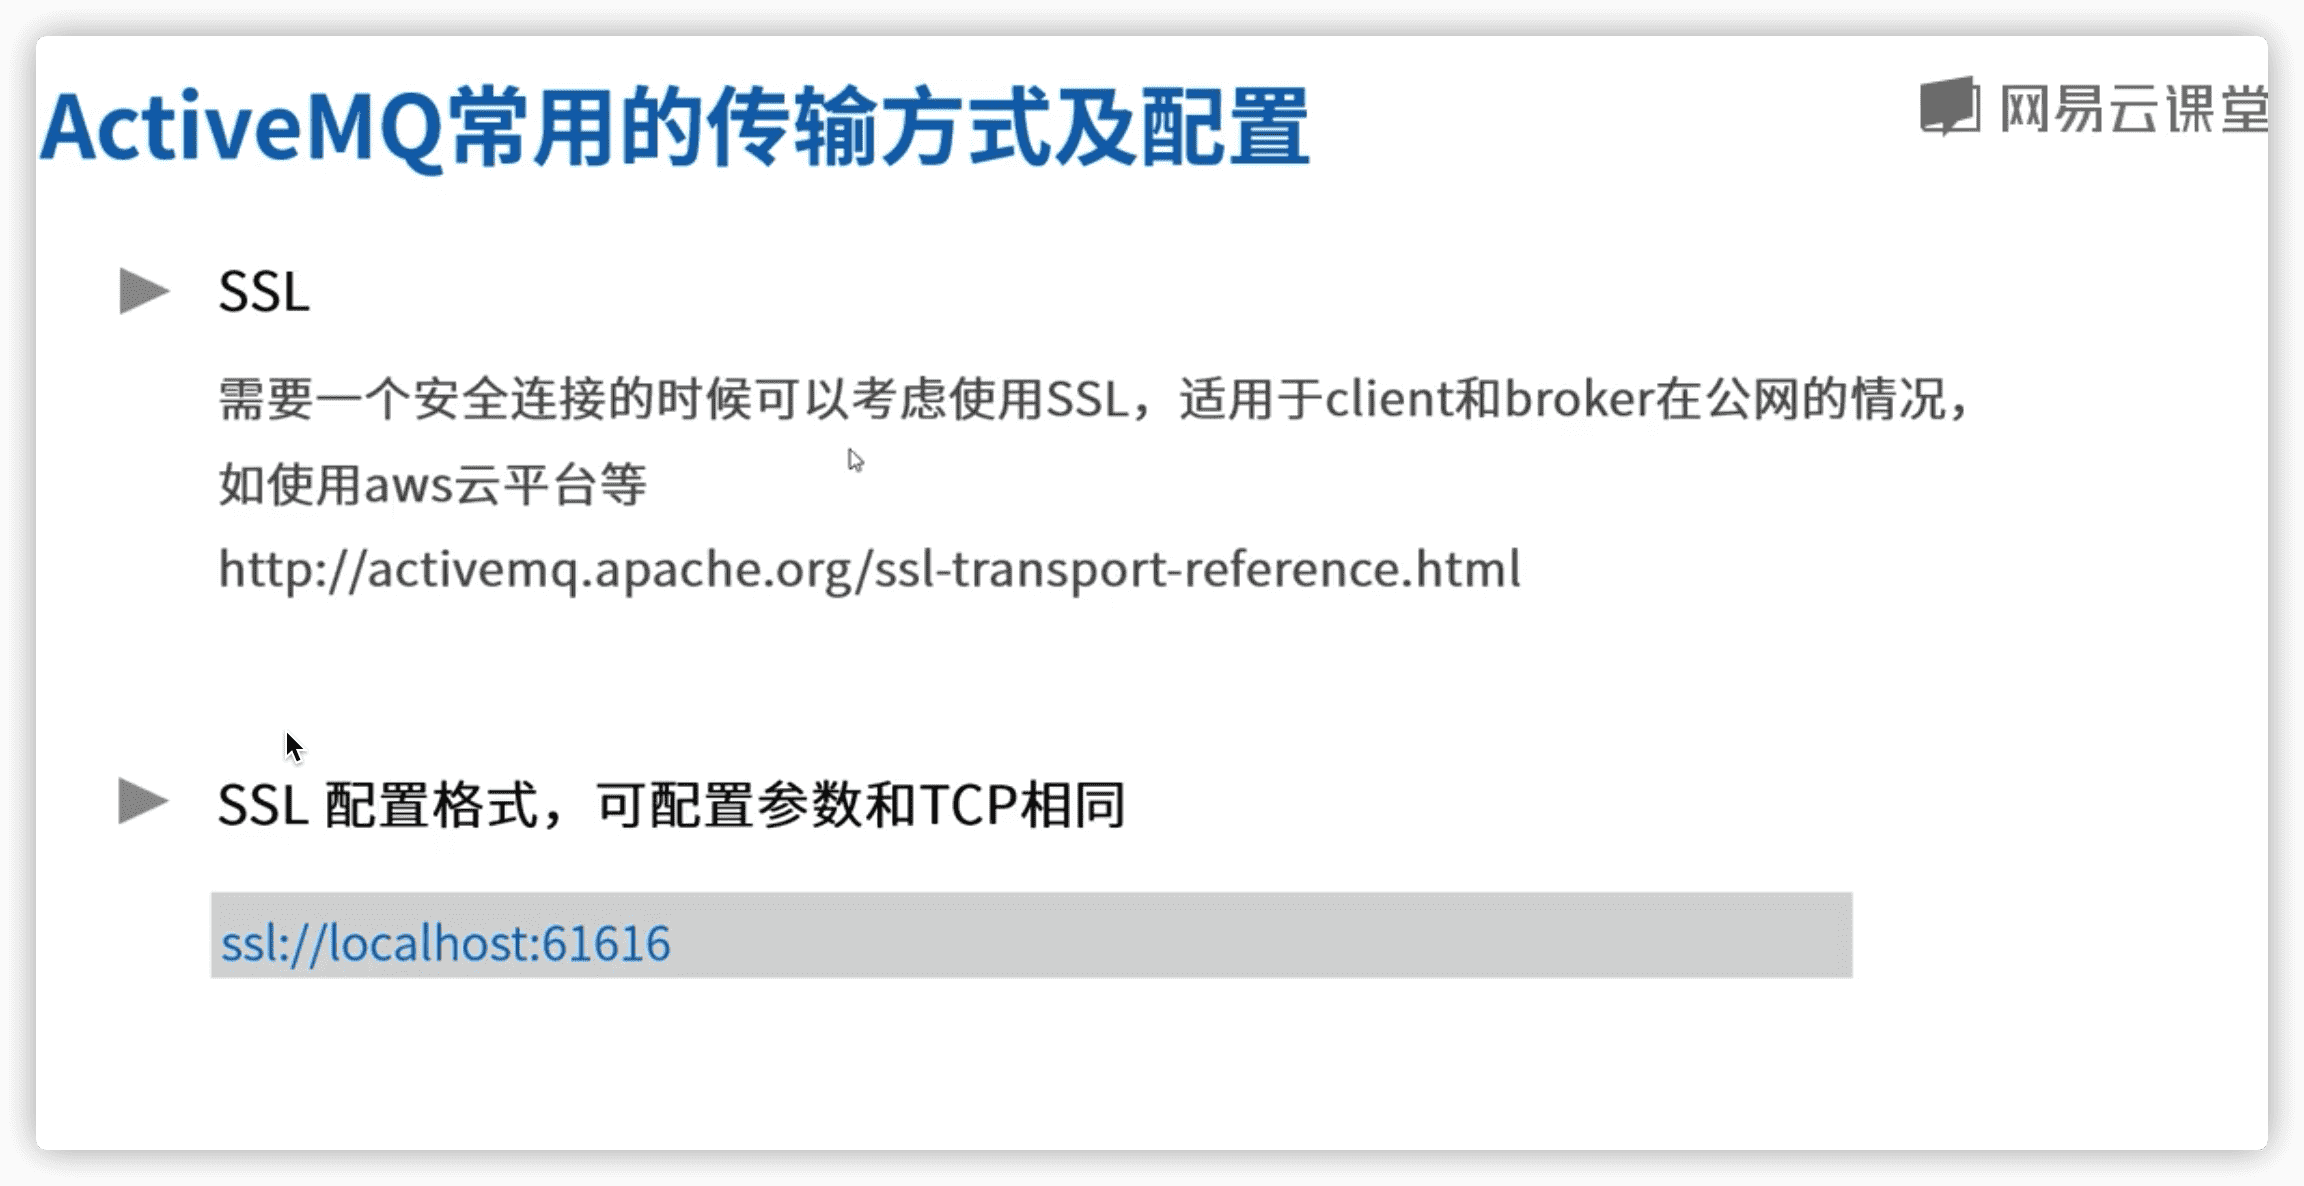 ActiveMQ常用的传输方式及配置
网易云课堂
SSL
需要一个安全连接的时候可以考虑使用SSL，适用于client和broker在公网的情况，
如使用aws云平台等
http://activemq.apache.org/ssl-transport-reference.html
SSL 配置格式，可配置参数和TCP相同
ssl://localhost:61616